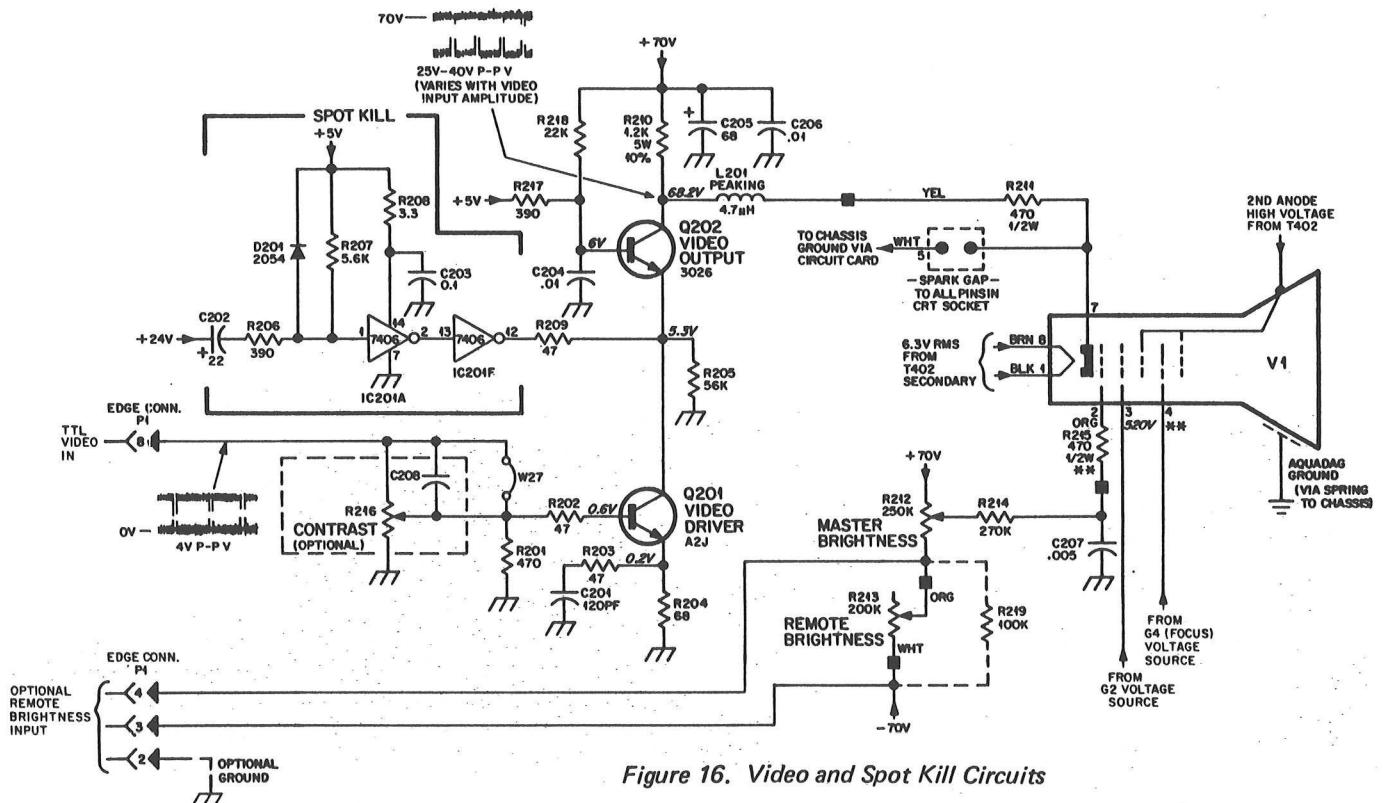 70V
25V-40V P-P V
(VARIES WITH VIDEO
INPUT AMPLITUDE)
+70V
SPOT KILL
+5V
R218
22K
R210
1.2K
5W
10%
+
C205
68
C206
.01
R208
3.3
D201
2054
R207
5.6K
C203
0.1
+5V
R217
390
68.2V
L201
PEAKING
4.7µH
YEL
R211
470
1/2W
6V
Q202
VIDEO
OUTPUT
3026
C204
.01
TO CHASSIS
GROUND VIA
CIRCUIT CARD
WHT
5
-SPARK GAP-
TO ALL PINS IN
CRT SOCKET
2ND ANODE
HIGH VOLTAGE
FROM T402
+24V
C202
+
22
R206
390
1
14
7406
7
2
IC201A
13
7406
12
IC201F
R209
47
5.3V
R205
56K
7
6.3V RMS
FROM
T402
SECONDARY
BRN 8
BLK 1
V1
2
3
4
ORG
520V
**
R215
470
1/2W
**
AQUADAG
GROUND
(VIA SPRING
TO CHASSIS)
EDGE CONN.
P1
TTL
VIDEO
IN
8
0V
4V P-P V
C208
W27
R216
CONTRAST
(OPTIONAL)
R202
47
0.6V
Q201
VIDEO
DRIVER
A2J
R201
470
R203
47
0.2V
C201
120PF
R204
68
+70V
R212
250K
MASTER
BRIGHTNESS
R214
270K
C207
.005
ORG
R213
200K
REMOTE
BRIGHTNESS
WHT
R219
100K
-70V
FROM
G4 (FOCUS)
VOLTAGE
SOURCE
FROM
G2 VOLTAGE
SOURCE
EDGE CONN.
P1
OPTIONAL
REMOTE
BRIGHTNESS
INPUT
4
3
2
OPTIONAL
GROUND
Figure 16. Video and Spot Kill Circuits